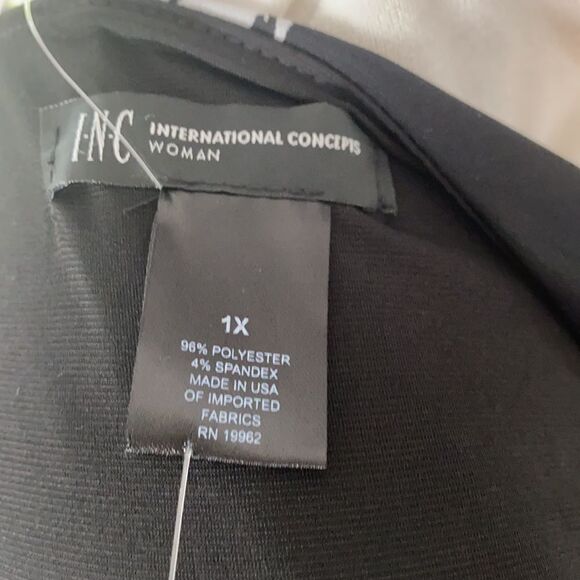 I·N·C INTERNATIONAL CONCEPTS
WOMAN
1X
96% POLYESTER
4% SPANDEX
MADE IN USA
OF IMPORTED
FABRICS
RN 19962